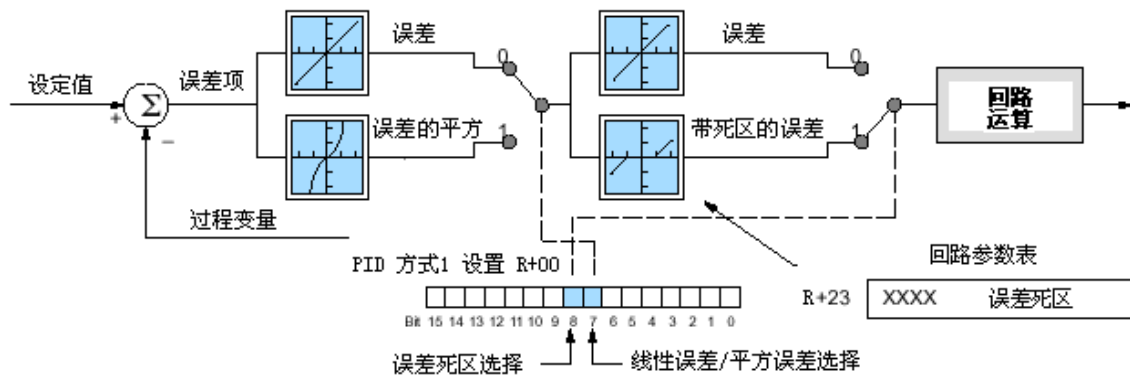 误差
0
误差
0
设定值
误差项
回路
运算
Σ
+
−
误差的平方
1
带死区的误差
1
过程变量
回路参数表
PID 方式1 设置 R+00
R+23 XXXX 误差死区
Bit 15 14 13 12 11 10 9 8 7 6 5 4 3 2 1 0
误差死区选择
线性误差/平方误差选择